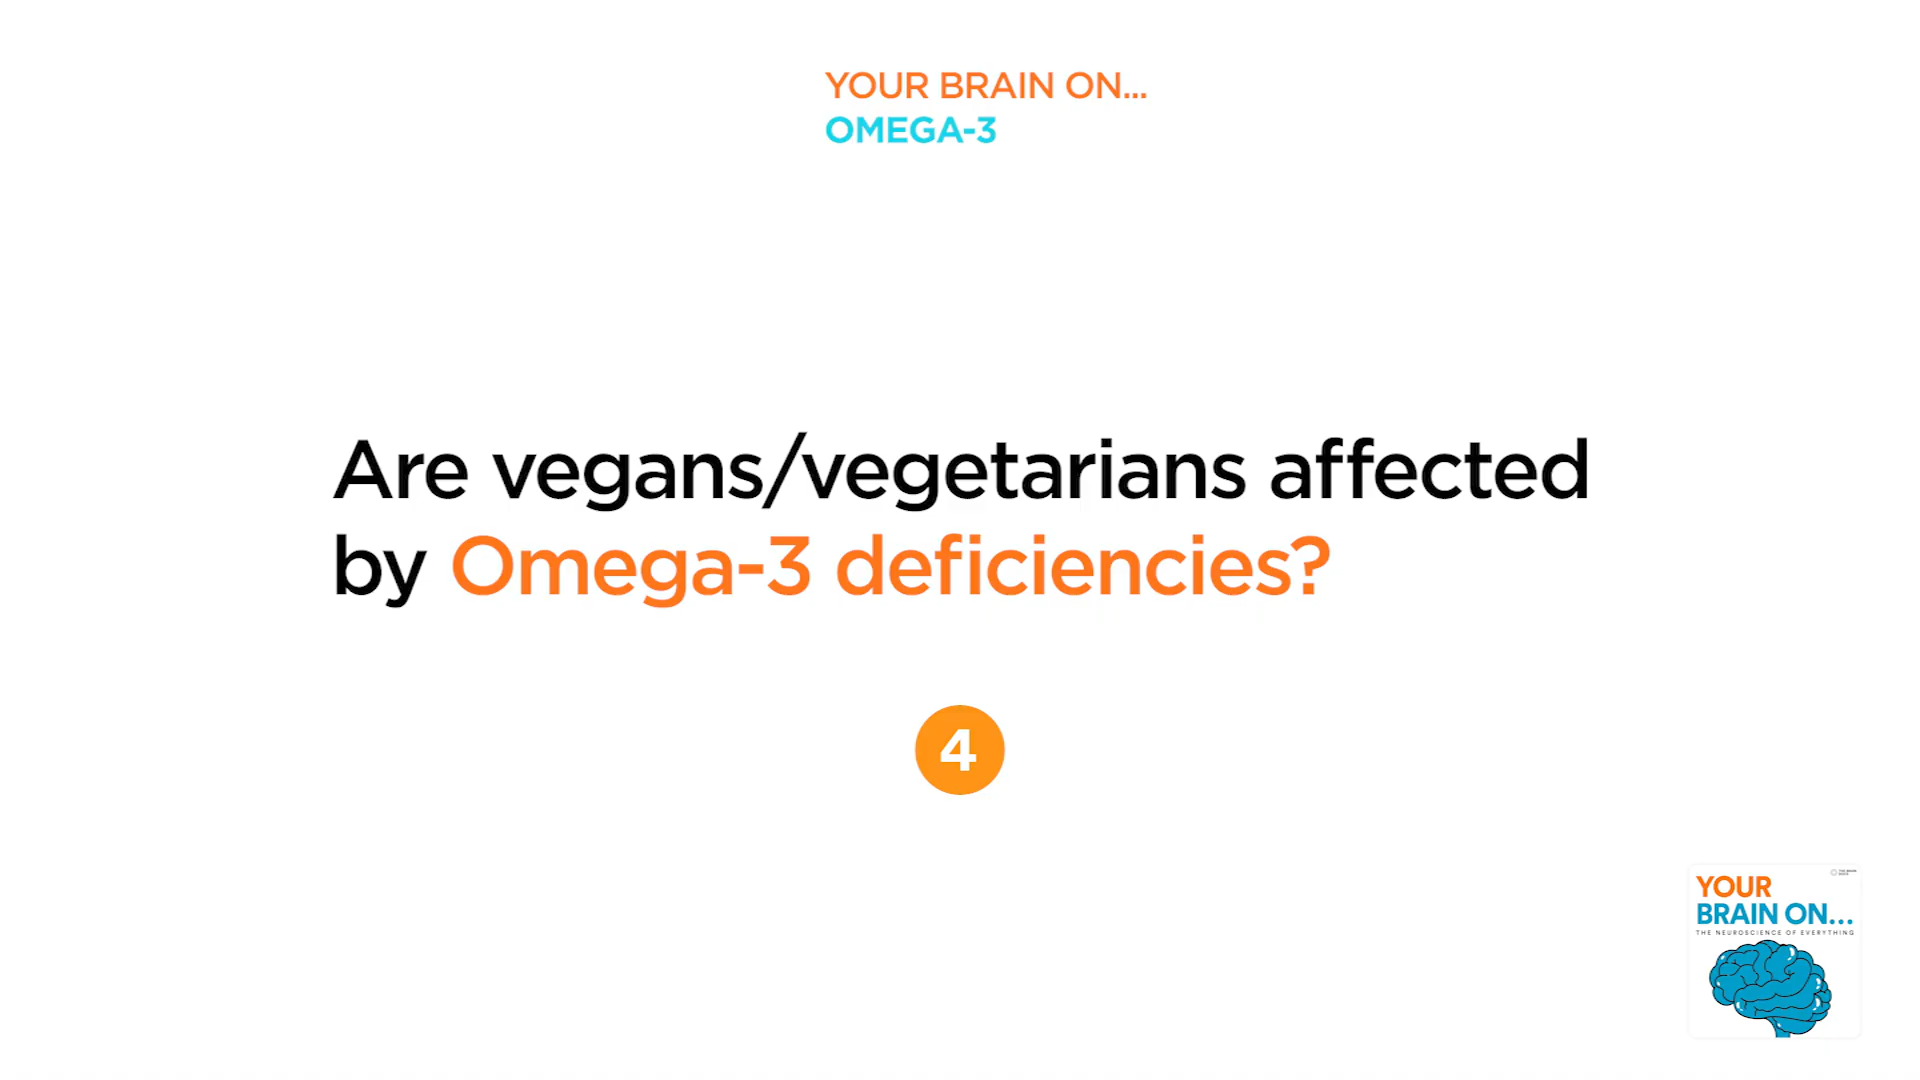 YOUR BRAIN ON...
OMEGA-3
Are vegans/vegetarians affected
by Omega-3 deficiencies?
4
YOUR
BRAIN ON...
THE NEUROSCIENCE OF EVERYTHING